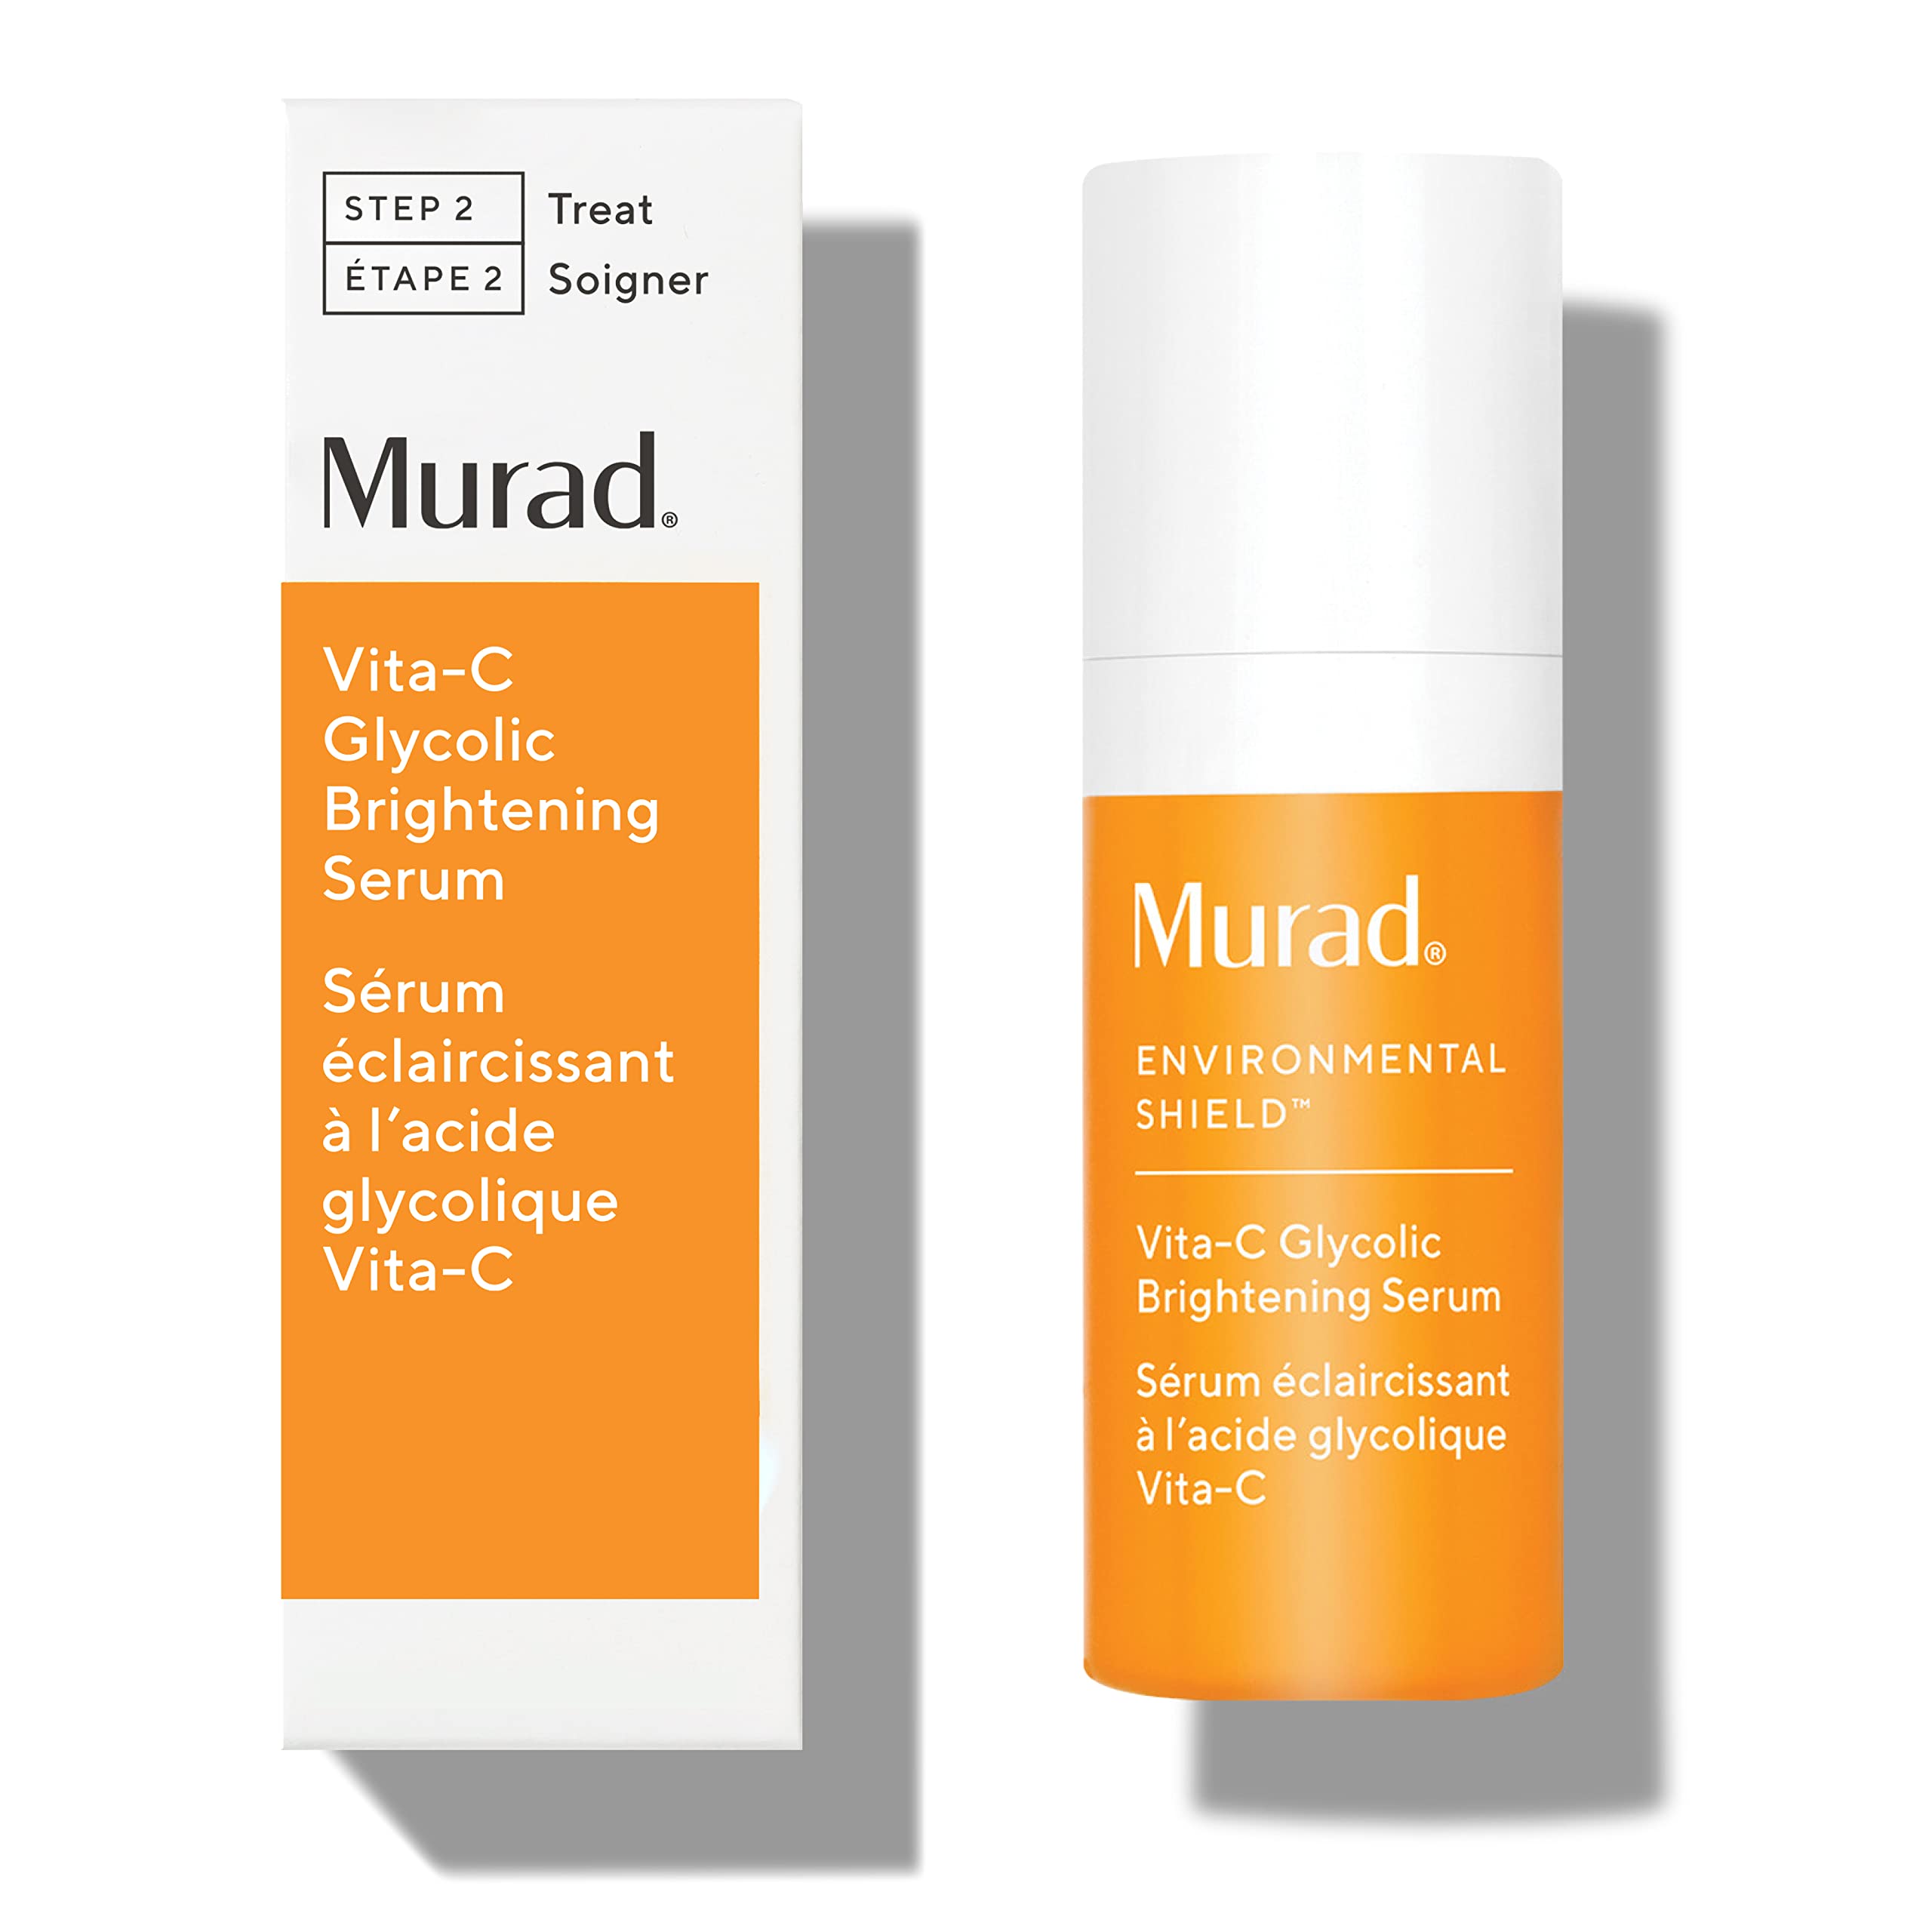 STEP 2 Treat
ÉTAPE 2 Soigner
Murad®
Vita-C
Glycolic
Brightening
Serum
Sérum
éclaircissant
à l'acide
glycolique
Vita-C
Murad®
ENVIRONMENTAL
SHIELD™
Vita-C Glycolic
Brightening Serum
Sérum éclaircissant
à l'acide glycolique
Vita-C